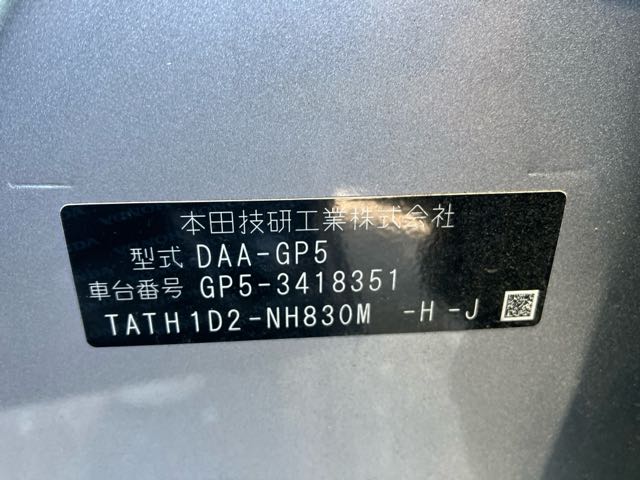 本田技研工業株式会社
型式 DAA-GP5
車台番号 GP5-3418351
TATH1D2-NH830M -H -J